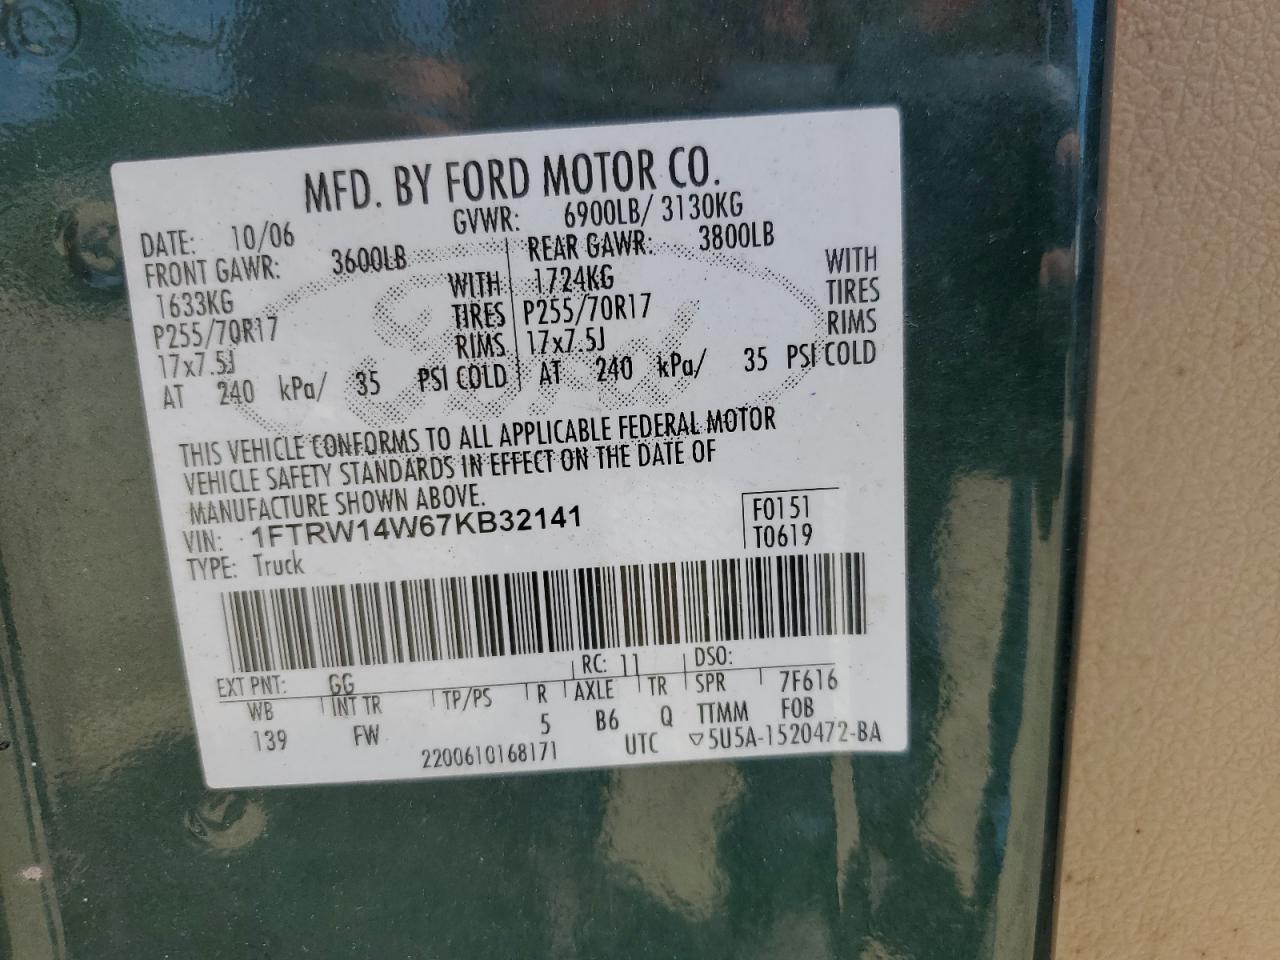 MFD. BY FORD MOTOR CO.
DATE: 10/06 GVWR: 6900LB/ 3130KG
FRONT GAWR: 3600LB REAR GAWR: 3800LB
1633KG WITH 1724KG WITH
P255/70R17 TIRES P255/70R17 TIRES
17x7.5J RIMS 17x7.5J RIMS
AT 240 kPa/ 35 PSI COLD AT 240 kPa/ 35 PSI COLD
THIS VEHICLE CONFORMS TO ALL APPLICABLE FEDERAL MOTOR
VEHICLE SAFETY STANDARDS IN EFFECT ON THE DATE OF
MANUFACTURE SHOWN ABOVE.
VIN: 1FTRW14W67KB32141 F0151
TYPE: Truck T0619
EXT PNT: GG RC: 11 DSO:
WB INT TR TP/PS R AXLE TR SPR 7F616
139 FW 5 B6 Q TTMM FOB
2200610168171 UTC ▽5U5A-1520472-BA